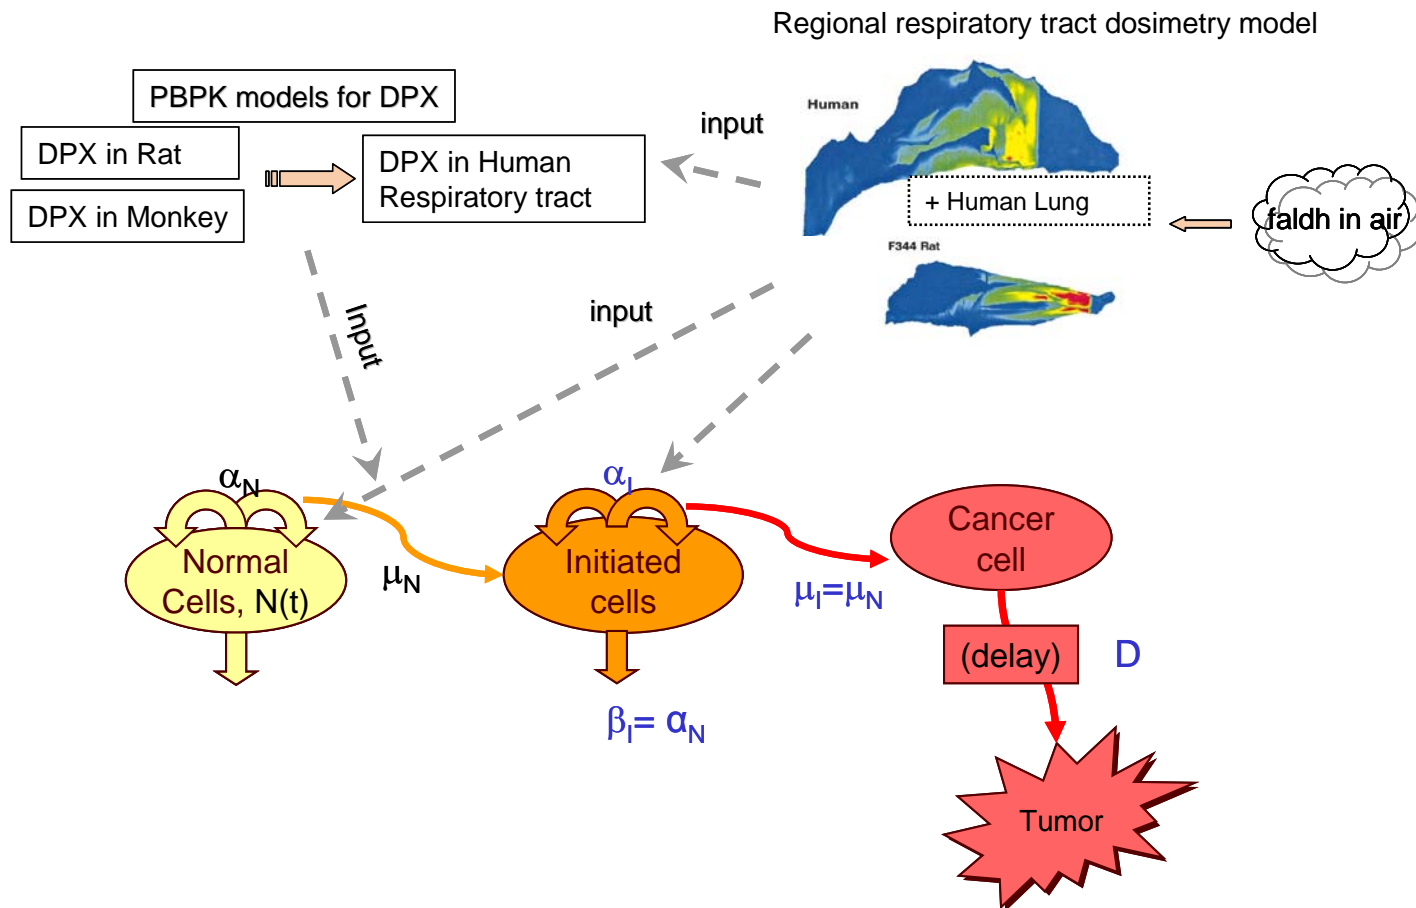 Regional respiratory tract dosimetry model
PBPK models for DPX
DPX in Rat
DPX in Monkey
DPX in Human
Respiratory tract
input
Human
+ Human Lung
faldh in air
F344 Rat
Input
input
αN
Normal
Cells, N(t)
μN
αI
Initiated
cells
βI= αN
μI=μN
Cancer
cell
(delay)
D
Tumor